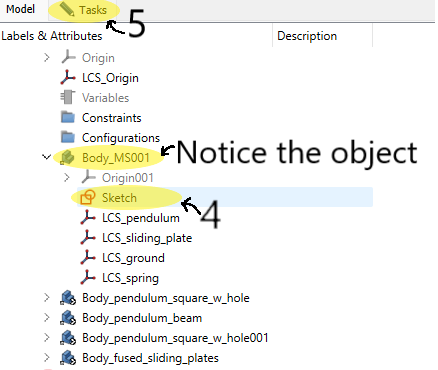 Model Tasks
5
Labels & Attributes Description
Origin
LCS_Origin
Variables
Constraints
Configurations
Body_MS001 Notice the object
Origin001
Sketch 4
LCS_pendulum
LCS_sliding_plate
LCS_ground
LCS_spring
Body_pendulum_square_w_hole
Body_pendulum_beam
Body_pendulum_square_w_hole001
Body_fused_sliding_plates